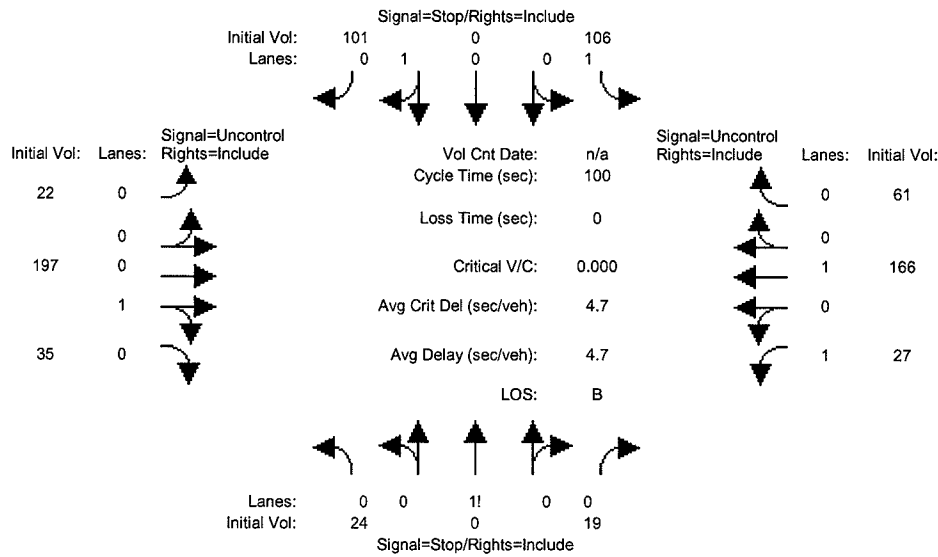 Signal=Stop/Rights=Include
Initial Vol: 101 0 106
Lanes: 0 1 0 0 1
Signal=Uncontrol
Initial Vol: Lanes: Rights=Include
22 0
0
197 0
1
35 0
Vol Cnt Date: n/a
Cycle Time (sec): 100
Loss Time (sec): 0
Critical V/C: 0.000
Avg Crit Del (sec/veh): 4.7
Avg Delay (sec/veh): 4.7
LOS: B
Signal=Uncontrol
Rights=Include Lanes: Initial Vol:
0 61
0
1 166
0
1 27
Lanes: 0 0 1! 0 0
Initial Vol: 24 0 19
Signal=Stop/Rights=Include